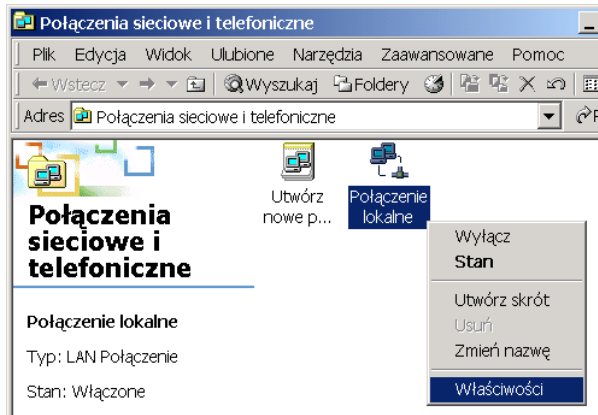 Połączenia sieciowe i telefoniczne
Plik Edycja Widok Ulubione Narzędzia Zaawansowane Pomoc
Wstecz Wyszukaj Foldery
Adres Połączenia sieciowe i telefoniczne
Utwórz
nowe p...
Połączenie
lokalne
Połączenia
sieciowe i
telefoniczne
Połączenie lokalne
Typ: LAN Połączenie
Stan: Włączone
Wyłącz
Stan
Utwórz skrót
Usuń
Zmień nazwę
Właściwości